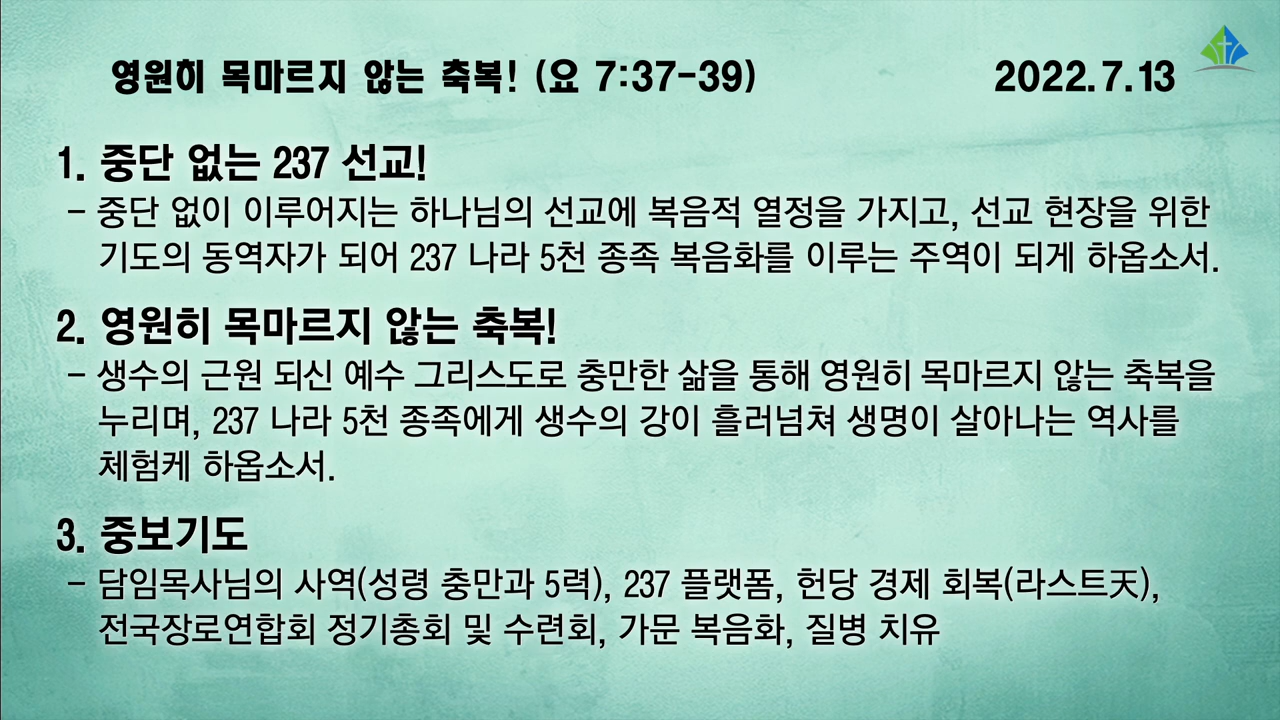 영원히 목마르지 않는 축복! (요 7:37-39) 2022.7.13
1. 중단 없는 237 선교!
- 중단 없이 이루어지는 하나님의 선교에 복음적 열정을 가지고, 선교 현장을 위한
기도의 동역자가 되어 237 나라 5천 종족 복음화를 이루는 주역이 되게 하옵소서.
2. 영원히 목마르지 않는 축복!
- 생수의 근원 되신 예수 그리스도로 충만한 삶을 통해 영원히 목마르지 않는 축복을
누리며, 237 나라 5천 종족에게 생수의 강이 흘러넘쳐 생명이 살아나는 역사를
체험케 하옵소서.
3. 중보기도
- 담임목사님의 사역(성령 충만과 5력), 237 플랫폼, 헌당 경제 회복(라스트天),
전국장로연합회 정기총회 및 수련회, 가문 복음화, 질병 치유